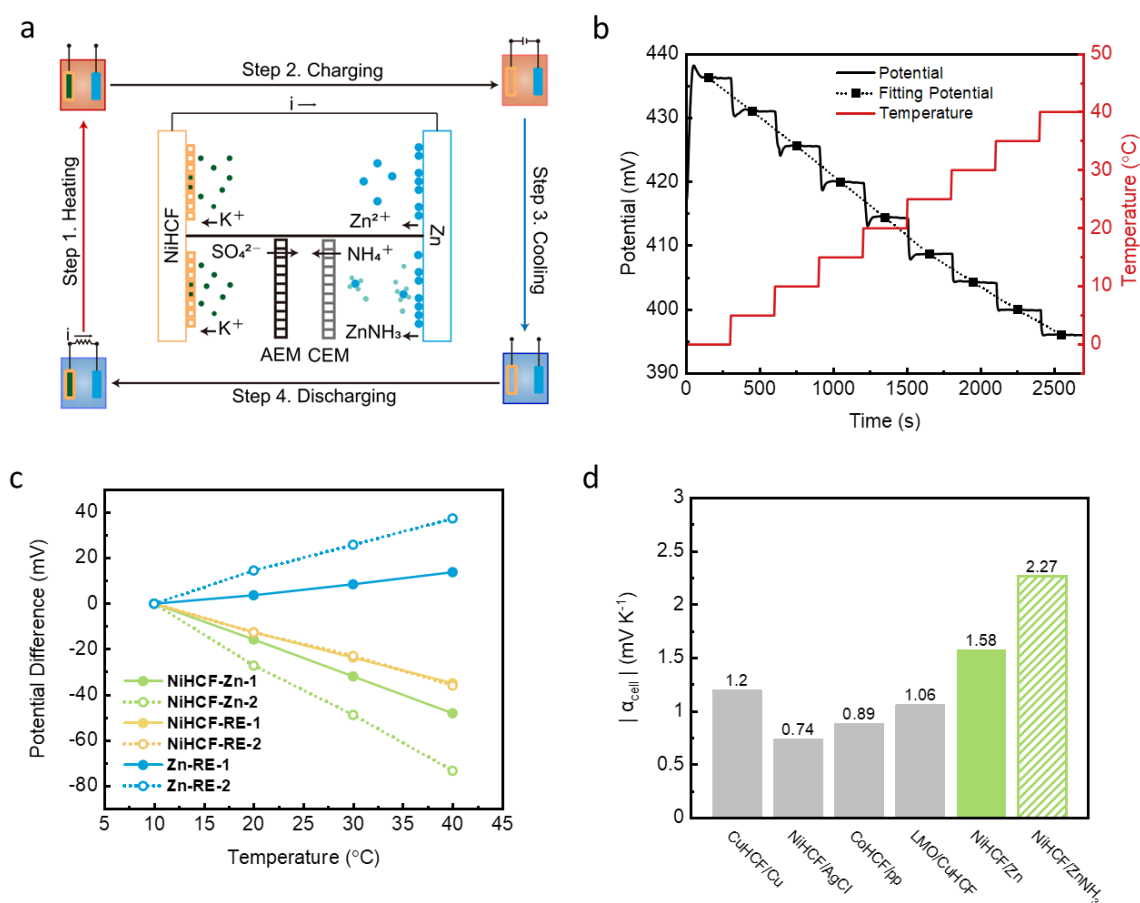 a
Step 2. Charging
i
Step 1. Heating
Step 3. Cooling
NiHCF
Zn
K⁺
Zn²⁺
SO₄²⁻
NH₄⁺
K⁺
ZnNH₃
AEM
CEM
i
Step 4. Discharging
b
Potential
Fitting Potential
Temperature
440
430
420
410
400
390
Potential (mV)
50
40
30
20
10
0
Temperature (°C)
0
500
1000
1500
2000
2500
Time (s)
c
40
20
0
-20
-40
-60
-80
Potential Difference (mV)
NiHCF-Zn-1
NiHCF-Zn-2
NiHCF-RE-1
NiHCF-RE-2
Zn-RE-1
Zn-RE-2
5
10
15
20
25
30
35
40
45
Temperature (°C)
d
3
2.5
2
1.5
1
0.5
0
| α_cell | (mV K⁻¹)
1.2
0.74
0.89
1.06
1.58
2.27
CuHCF/Cu
NiHCF/AgCl
CoHCF/pp
LMO/CuHCF
NiHCF/Zn
NiHCF/ZnNH₃